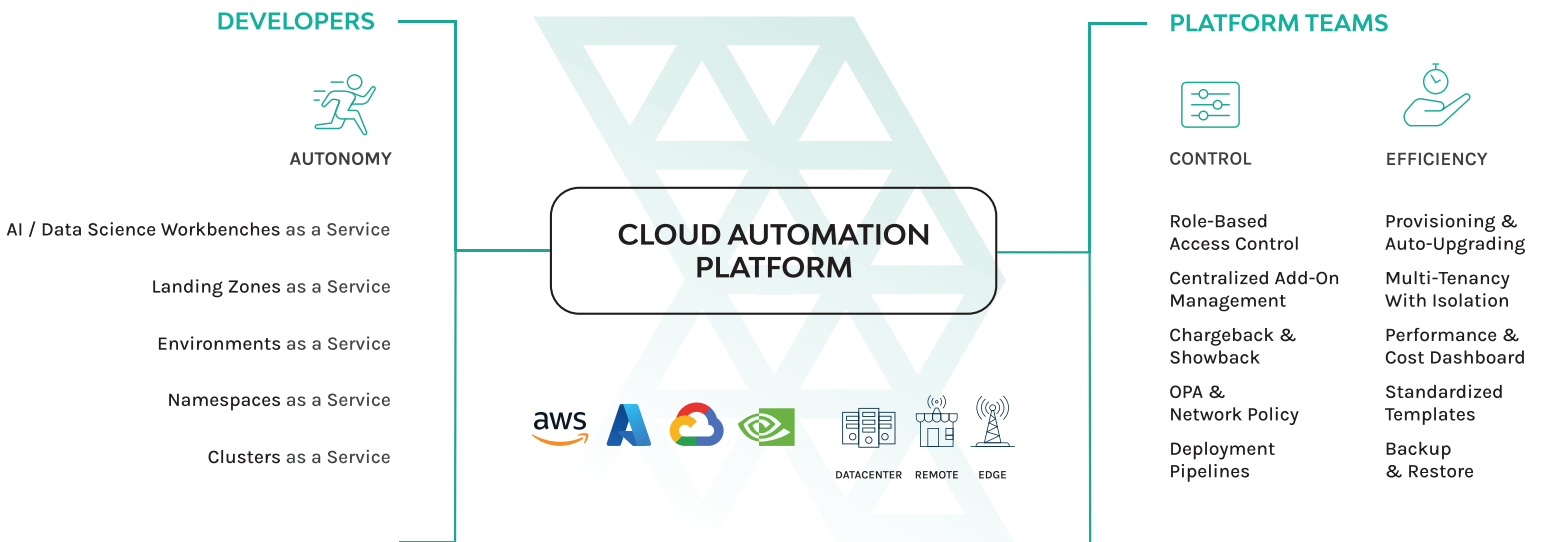 DEVELOPERS
AUTONOMY
AI / Data Science Workbenches as a Service
Landing Zones as a Service
Environments as a Service
Namespaces as a Service
Clusters as a Service
CLOUD AUTOMATION
PLATFORM
aws
DATACENTER
REMOTE
EDGE
PLATFORM TEAMS
CONTROL
Role-Based
Access Control
Centralized Add-On
Management
Chargeback &
Showback
OPA &
Network Policy
Deployment
Pipelines
EFFICIENCY
Provisioning &
Auto-Upgrading
Multi-Tenancy
With Isolation
Performance &
Cost Dashboard
Standardized
Templates
Backup
& Restore